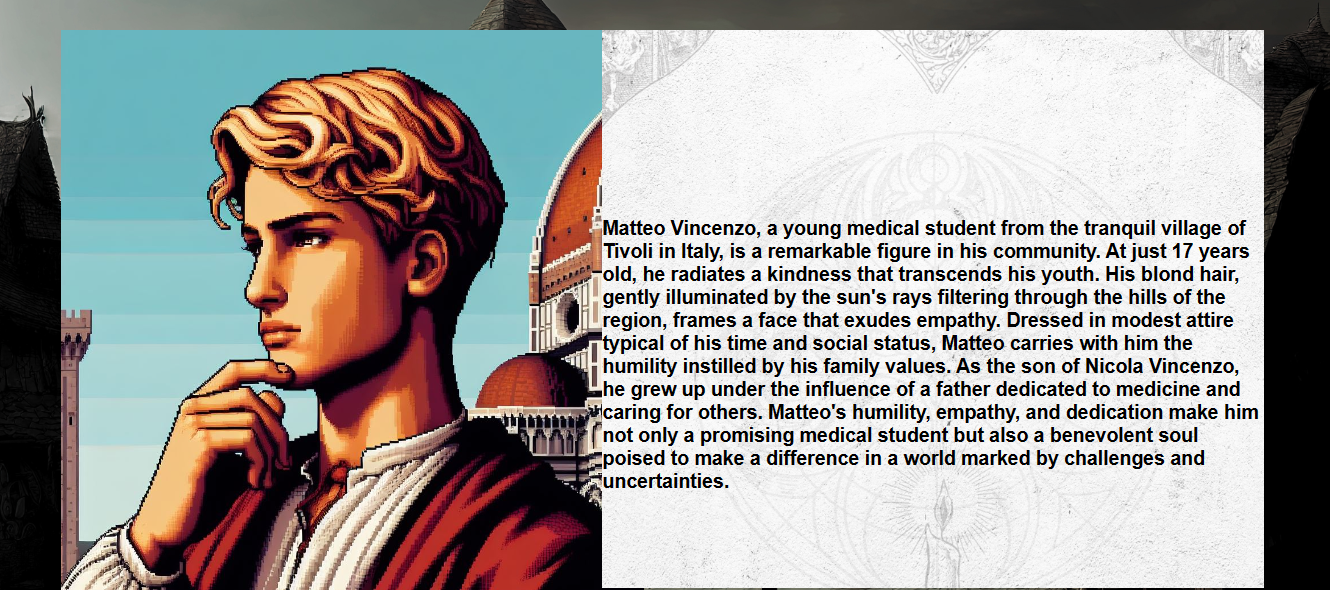 Matteo Vincenzo, a young medical student from the tranquil village of
Tivoli in Italy, is a remarkable figure in his community. At just 17 years
old, he radiates a kindness that transcends his youth. His blond hair,
gently illuminated by the sun's rays filtering through the hills of the
region, frames a face that exudes empathy. Dressed in modest attire
typical of his time and social status, Matteo carries with him the
humility instilled by his family values. As the son of Nicola Vincenzo,
he grew up under the influence of a father dedicated to medicine and
caring for others. Matteo's humility, empathy, and dedication make him
not only a promising medical student but also a benevolent soul
poised to make a difference in a world marked by challenges and
uncertainties.